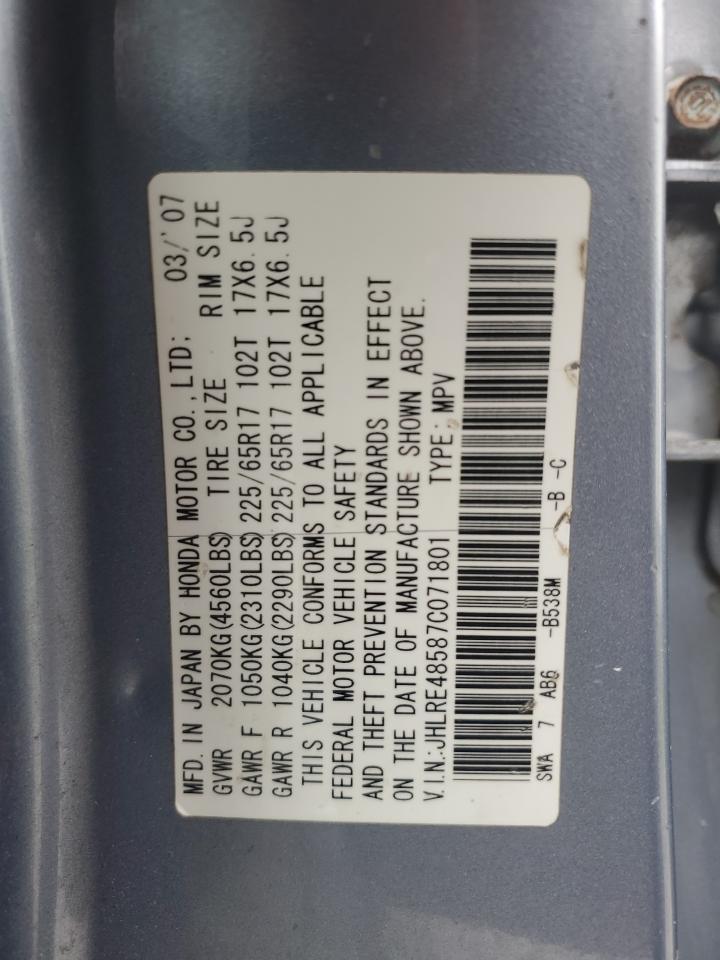 MFD. IN JAPAN BY HONDA MOTOR CO., LTD; 03/'07
GVWR 2070KG(4560LBS) TIRE SIZE RIM SIZE
GAWR F 1050KG(2310LBS) 225/65R17 102T 17X6.5J
GAWR R 1040KG(2290LBS) 225/65R17 102T 17X6.5J
THIS VEHICLE CONFORMS TO ALL APPLICABLE
FEDERAL MOTOR VEHICLE SAFETY
AND THEFT PREVENTION STANDARDS IN EFFECT
ON THE DATE OF MANUFACTURE SHOWN ABOVE.
V.I.N.:JHLRE48587C071801 TYPE: MPV
SWA 7 AB6 -B538M -B -C